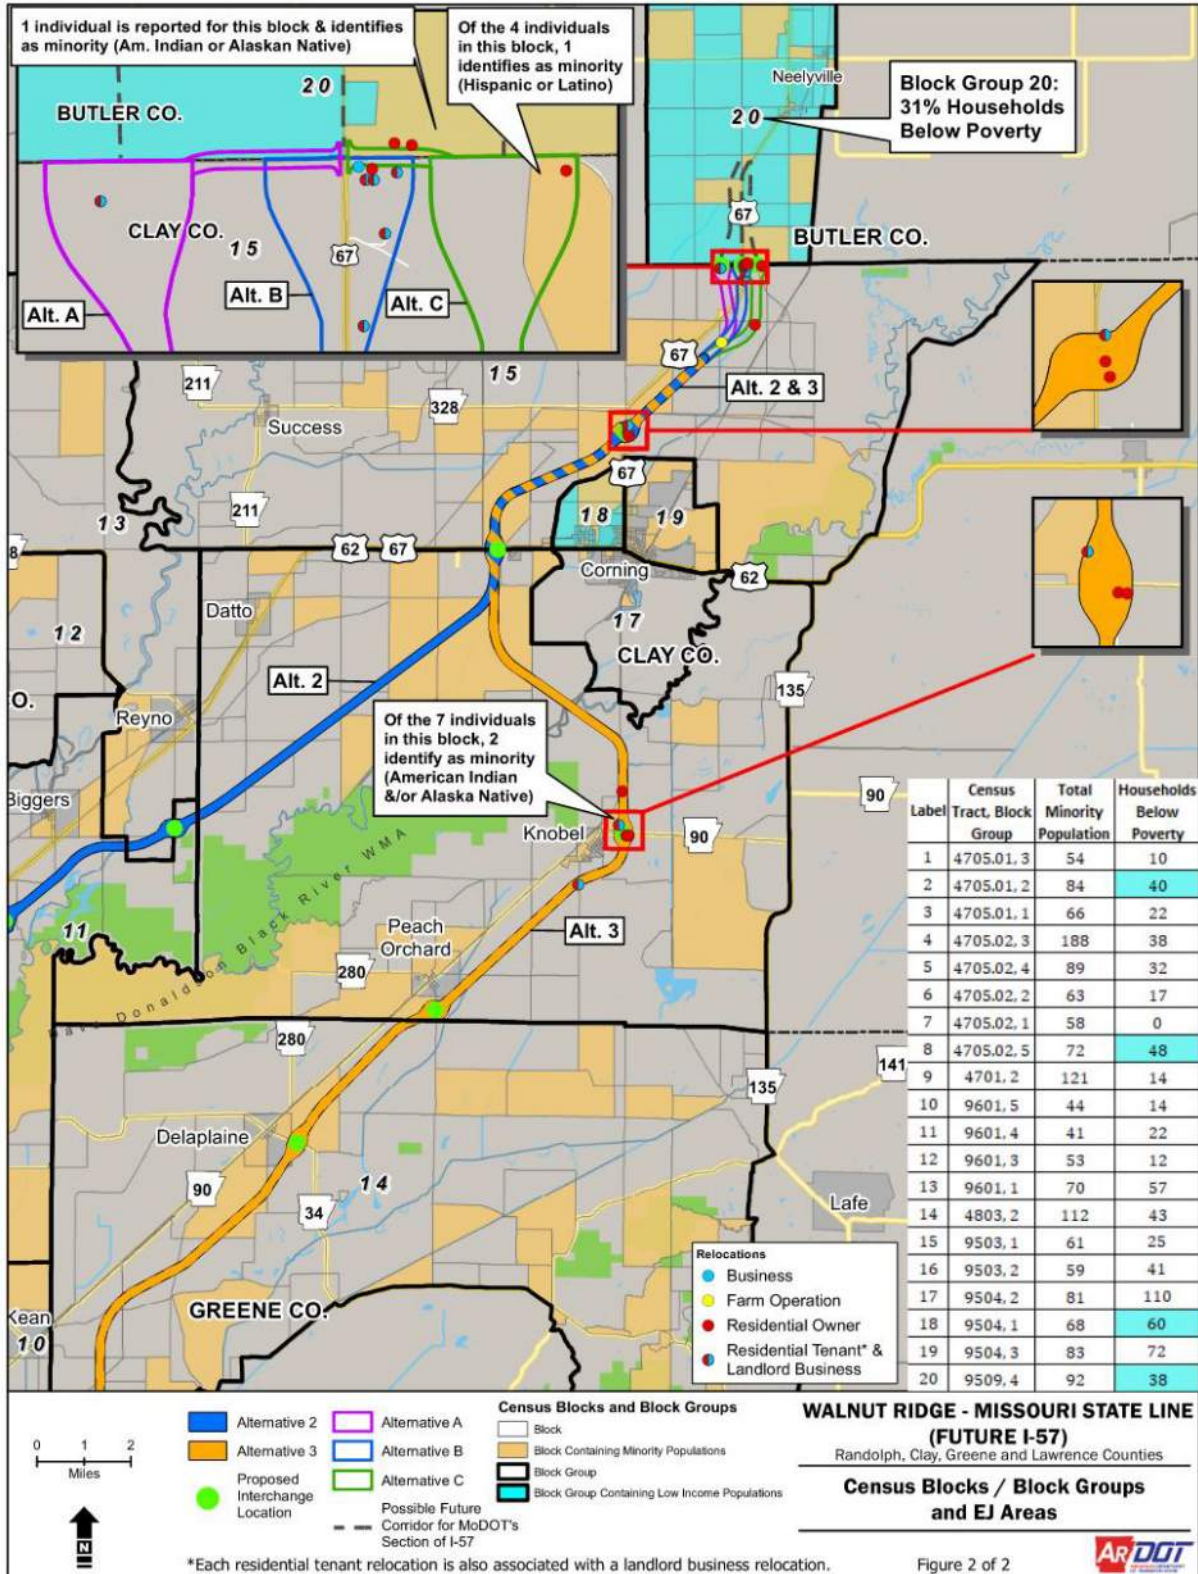 1 individual is reported for this block & identifies
as minority (Am. Indian or Alaskan Native)
Of the 4 individuals
in this block, 1
identifies as minority
(Hispanic or Latino)
20
BUTLER CO.
CLAY CO.
15
67
Alt. A
Alt. B
Alt. C
Neelyville
20
Block Group 20:
31% Households
Below Poverty
67
BUTLER CO.
67
15
Alt. 2 & 3
211
328
Success
67
211
18
19
13
62
67
Corning
62
8
Datto
17
12
CLAY CO.
Alt. 2
135
O.
Reyno
Of the 7 individuals
in this block, 2
identify as minority
(American Indian
&/or Alaska Native)
Biggers
Knobel
90
90
Dave Donaldson Black River WMA
11
Peach
Orchard
Alt. 3
280
280
141
135
Delaplaine
90
14
34
Lafe
GREENE CO.
Kean
10
Label Census Tract, Block Group Total Minority Population Households Below Poverty
1 4705.01, 3 54 10
2 4705.01, 2 84 40
3 4705.01, 1 66 22
4 4705.02, 3 188 38
5 4705.02, 4 89 32
6 4705.02, 2 63 17
7 4705.02, 1 58 0
8 4705.02, 5 72 48
9 4701, 2 121 14
10 9601, 5 44 14
11 9601, 4 41 22
12 9601, 3 53 12
13 9601, 1 70 57
14 4803, 2 112 43
15 9503, 1 61 25
16 9503, 2 59 41
17 9504, 2 81 110
18 9504, 1 68 60
19 9504, 3 83 72
20 9509, 4 92 38
Relocations
Business
Farm Operation
Residential Owner
Residential Tenant* &
Landlord Business
0 1 2
Miles
N
Alternative 2
Alternative 3
Proposed
Interchange
Location
Alternative A
Alternative B
Alternative C
Possible Future
Corridor for MoDOT's
Section of I-57
Census Blocks and Block Groups
Block
Block Containing Minority Populations
Block Group
Block Group Containing Low Income Populations
*Each residential tenant relocation is also associated with a landlord business relocation.
WALNUT RIDGE - MISSOURI STATE LINE
(FUTURE I-57)
Randolph, Clay, Greene and Lawrence Counties
Census Blocks / Block Groups
and EJ Areas
Figure 2 of 2
ARDOT